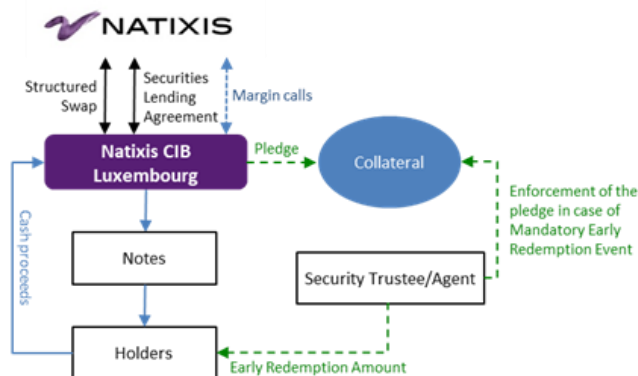 NATIXIS
Structured
Swap
Securities
Lending
Agreement
Margin calls
Natixis CIB
Luxembourg
Pledge
Collateral
Enforcement of the
pledge in case of
Mandatory Early
Redemption Event
Cash proceeds
Notes
Security Trustee/Agent
Holders
Early Redemption Amount